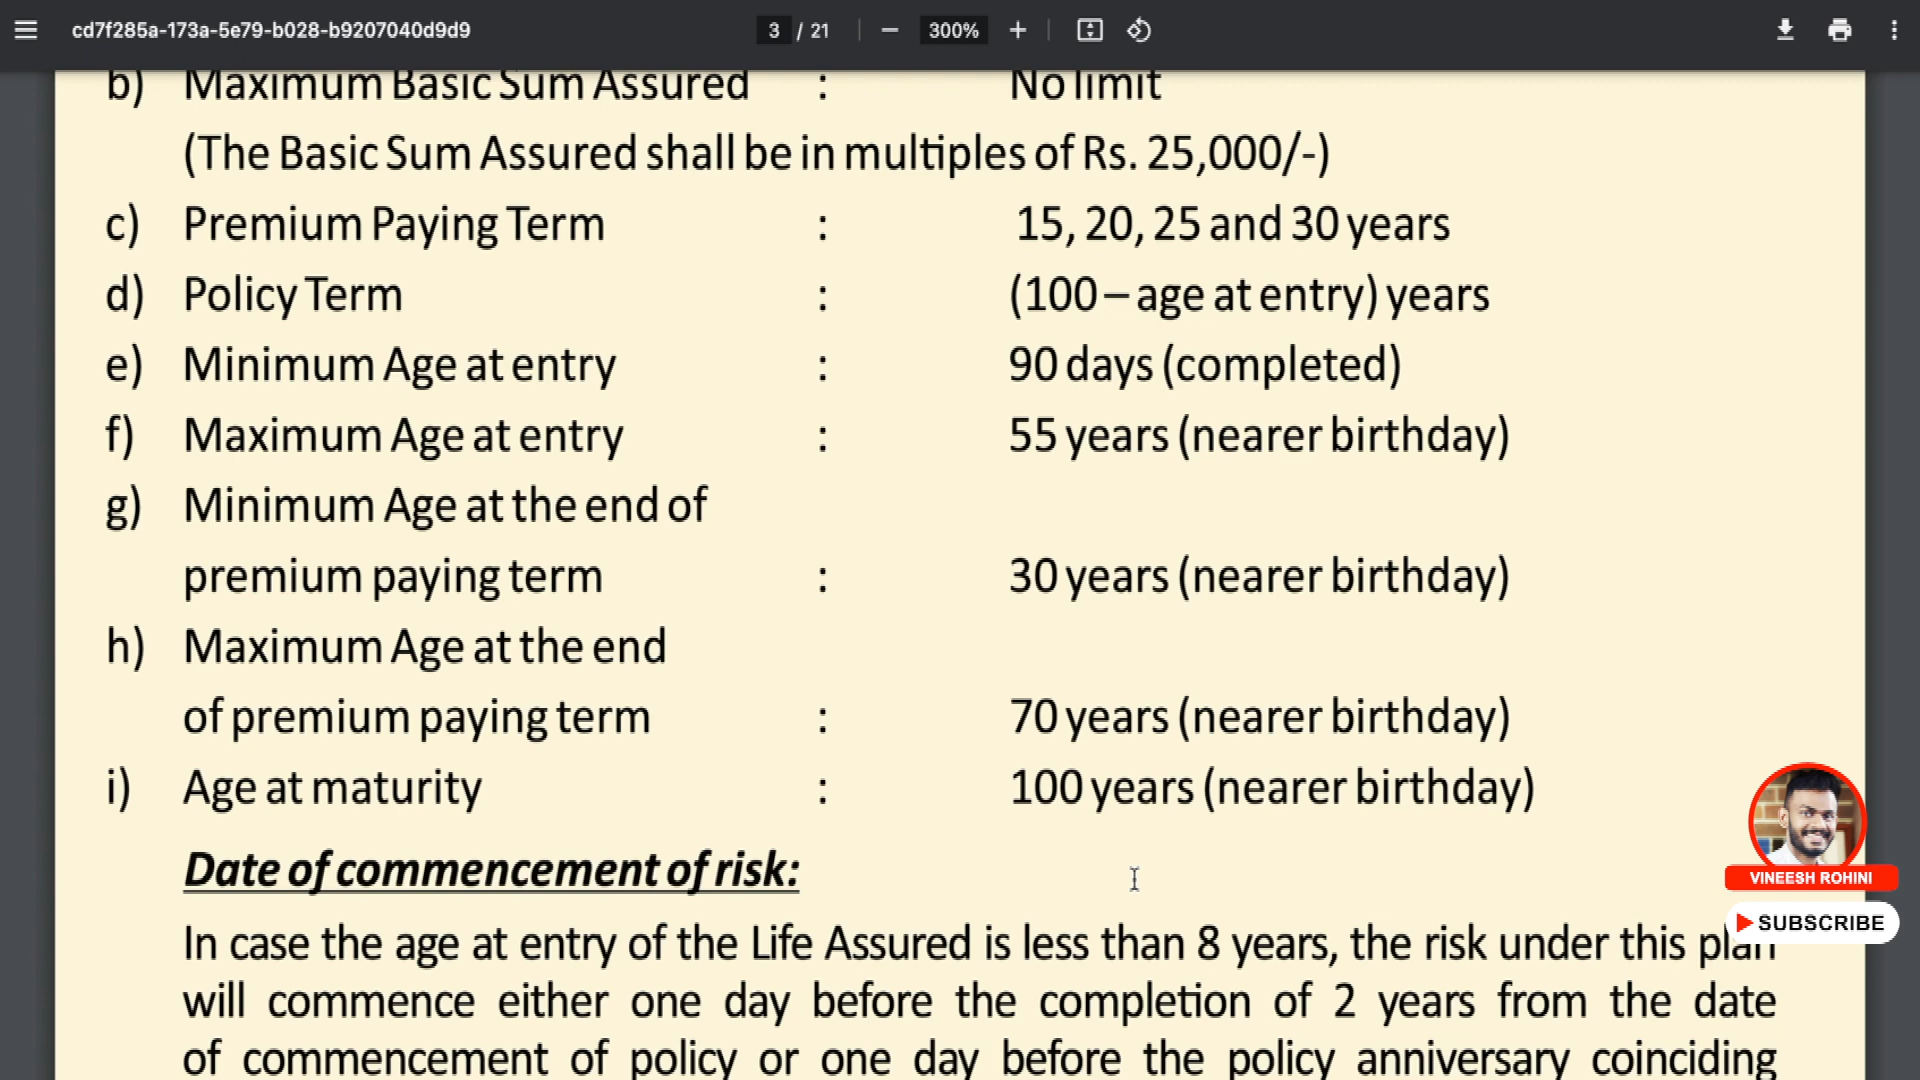 cd7f285a-173a-5e79-b028-b9207040d9d9 3 / 21 300%
b) Maximum Basic Sum Assured : No limit
(The Basic Sum Assured shall be in multiples of Rs. 25,000/-)
c) Premium Paying Term : 15, 20, 25 and 30 years
d) Policy Term : (100 – age at entry) years
e) Minimum Age at entry : 90 days (completed)
f) Maximum Age at entry : 55 years (nearer birthday)
g) Minimum Age at the end of
premium paying term : 30 years (nearer birthday)
h) Maximum Age at the end
of premium paying term : 70 years (nearer birthday)
i) Age at maturity : 100 years (nearer birthday)
Date of commencement of risk:
In case the age at entry of the Life Assured is less than 8 years, the risk under this plan
will commence either one day before the completion of 2 years from the date
of commencement of policy or one day before the policy anniversary coinciding
VINEESH ROHINI
SUBSCRIBE